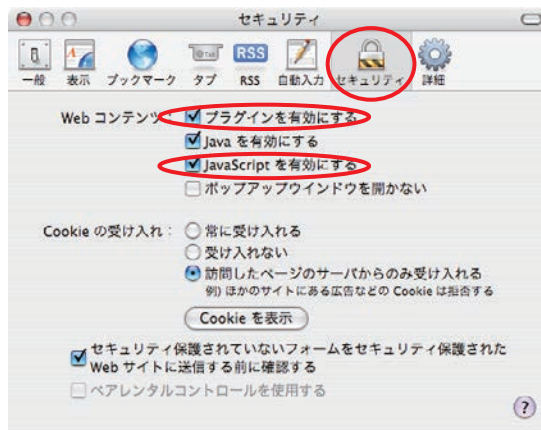 セキュリティ
一般 表示 ブックマーク タブ RSS 自動入力 セキュリティ 詳細
Web コンテンツ： プラグインを有効にする
Java を有効にする
JavaScript を有効にする
ポップアップウインドウを開かない
Cookie の受け入れ： 常に受け入れる
受け入れない
訪問したページのサーバからのみ受け入れる
例) ほかのサイトにある広告などの Cookie は拒否する
Cookie を表示
セキュリティ保護されていないフォームをセキュリティ保護された
Web サイトに送信する前に確認する
ペアレンタルコントロールを使用する
?